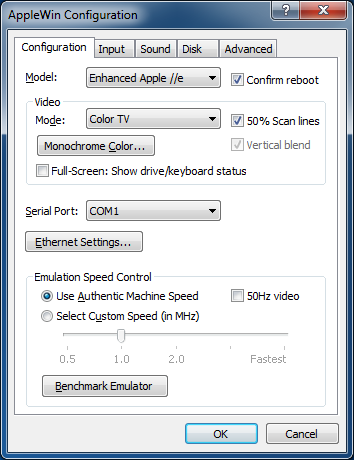 AppleWin Configuration
Configuration Input Sound Disk Advanced
Model: Enhanced Apple //e Confirm reboot
Video
Mode: Color TV 50% Scan lines
Monochrome Color... Vertical blend
Full-Screen: Show drive/keyboard status
Serial Port: COM1
Ethernet Settings...
Emulation Speed Control
Use Authentic Machine Speed 50Hz video
Select Custom Speed (in MHz)
0.5 1.0 2.0 Fastest
Benchmark Emulator
OK Cancel